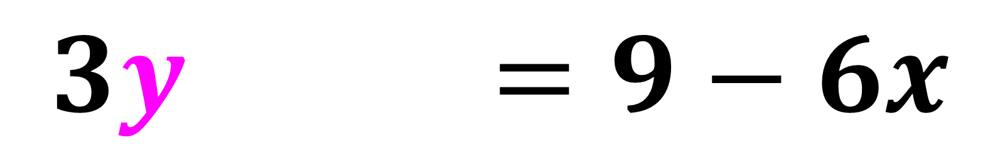 3y = 9 − 6x